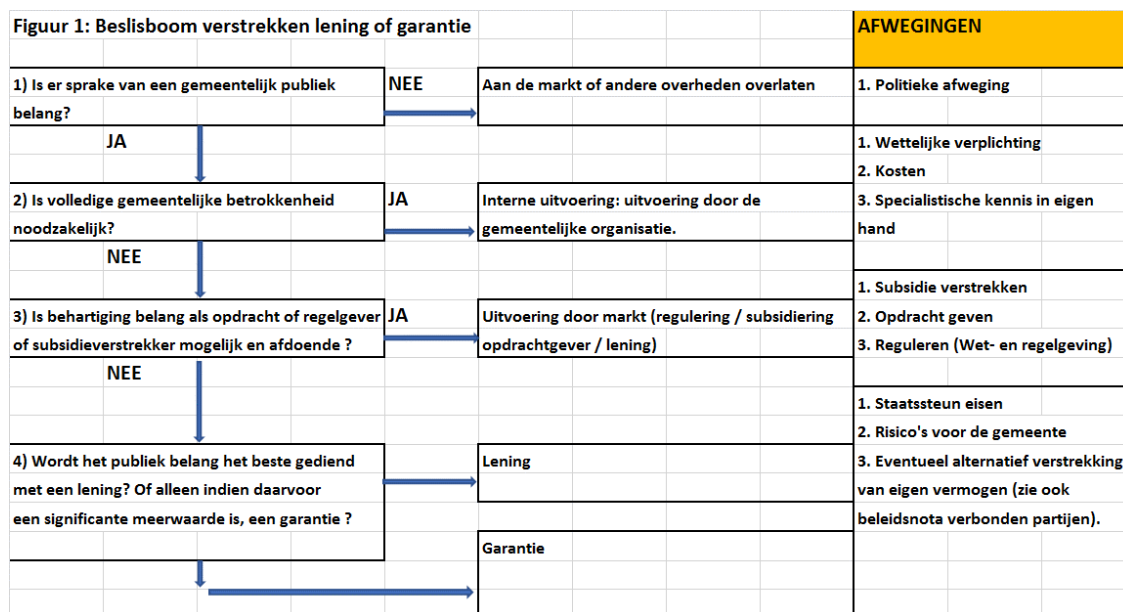 Figuur 1: Beslisboom verstrekken lening of garantie
AFWEGINGEN
1) Is er sprake van een gemeentelijk publiek
belang?
NEE
Aan de markt of andere overheden overlaten
1. Politieke afweging
JA
1. Wettelijke verplichting
2. Kosten
3. Specialistische kennis in eigen
hand
2) Is volledige gemeentelijke betrokkenheid
noodzakelijk?
JA
Interne uitvoering: uitvoering door de
gemeentelijke organisatie.
NEE
1. Subsidie verstrekken
2. Opdracht geven
3. Reguleren (Wet- en regelgeving)
3) Is behartiging belang als opdracht of regelgever
of subsidieverstrekker mogelijk en afdoende ?
JA
Uitvoering door markt (regulering / subsidiering
opdrachtgever / lening)
NEE
1. Staatssteun eisen
2. Risico's voor de gemeente
3. Eventueel alternatief verstrekking
van eigen vermogen (zie ook
beleidsnota verbonden partijen).
4) Wordt het publiek belang het beste gediend
met een lening? Of alleen indien daarvoor
een significante meerwaarde is, een garantie ?
Lening
Garantie